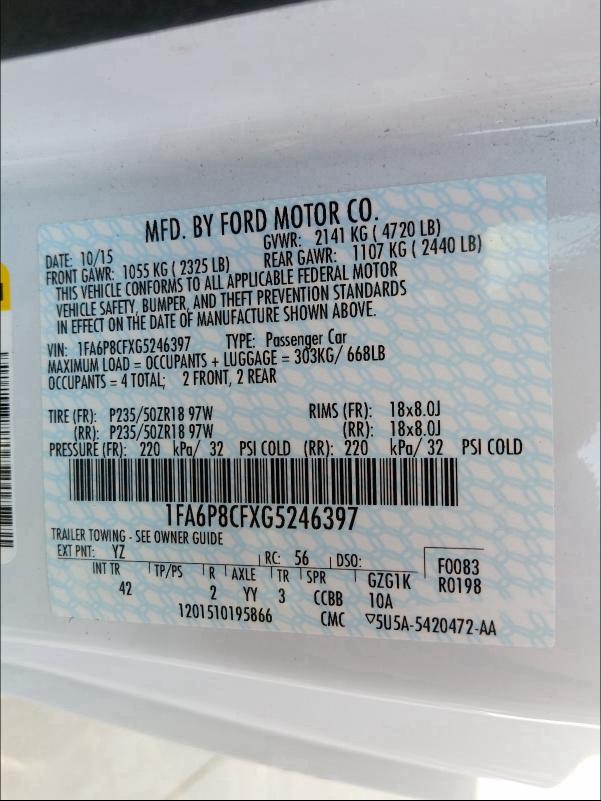 MFD. BY FORD MOTOR CO.
DATE: 10/15 GVWR: 2141 KG ( 4720 LB)
FRONT GAWR: 1055 KG ( 2325 LB) REAR GAWR: 1107 KG ( 2440 LB)
THIS VEHICLE CONFORMS TO ALL APPLICABLE FEDERAL MOTOR
VEHICLE SAFETY, BUMPER, AND THEFT PREVENTION STANDARDS
IN EFFECT ON THE DATE OF MANUFACTURE SHOWN ABOVE.
VIN: 1FA6P8CFXG5246397 TYPE: Passenger Car
MAXIMUM LOAD = OCCUPANTS + LUGGAGE = 303KG/ 668LB
OCCUPANTS = 4 TOTAL; 2 FRONT, 2 REAR
TIRE (FR): P235/50ZR18 97W RIMS (FR): 18x8.0J
(RR): P235/50ZR18 97W (RR): 18x8.0J
PRESSURE (FR): 220 kPa/ 32 PSI COLD (RR): 220 kPa/ 32 PSI COLD
1FA6P8CFXG5246397
TRAILER TOWING - SEE OWNER GUIDE
EXT PNT: YZ RC: 56 DSO: F0083
INT TR TP/PS R AXLE TR SPR GZG1K R0198
42 2 YY 3 CCBB 10A
1201510195866 CMC ▽5U5A-5420472-AA